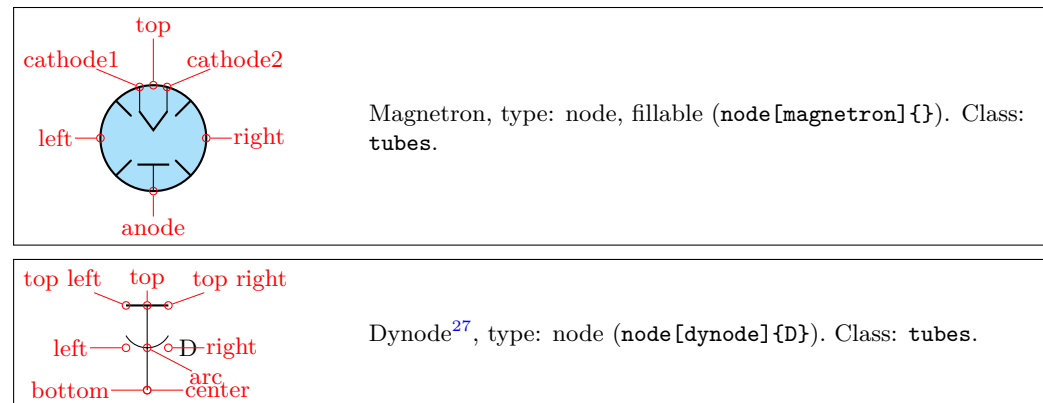 top
cathode1 cathode2
left right
anode
Magnetron, type: node, fillable (node[magnetron]{}). Class:
tubes.
top left top top right
left D right
arc
bottom center
Dynode27, type: node (node[dynode]{D}). Class: tubes.